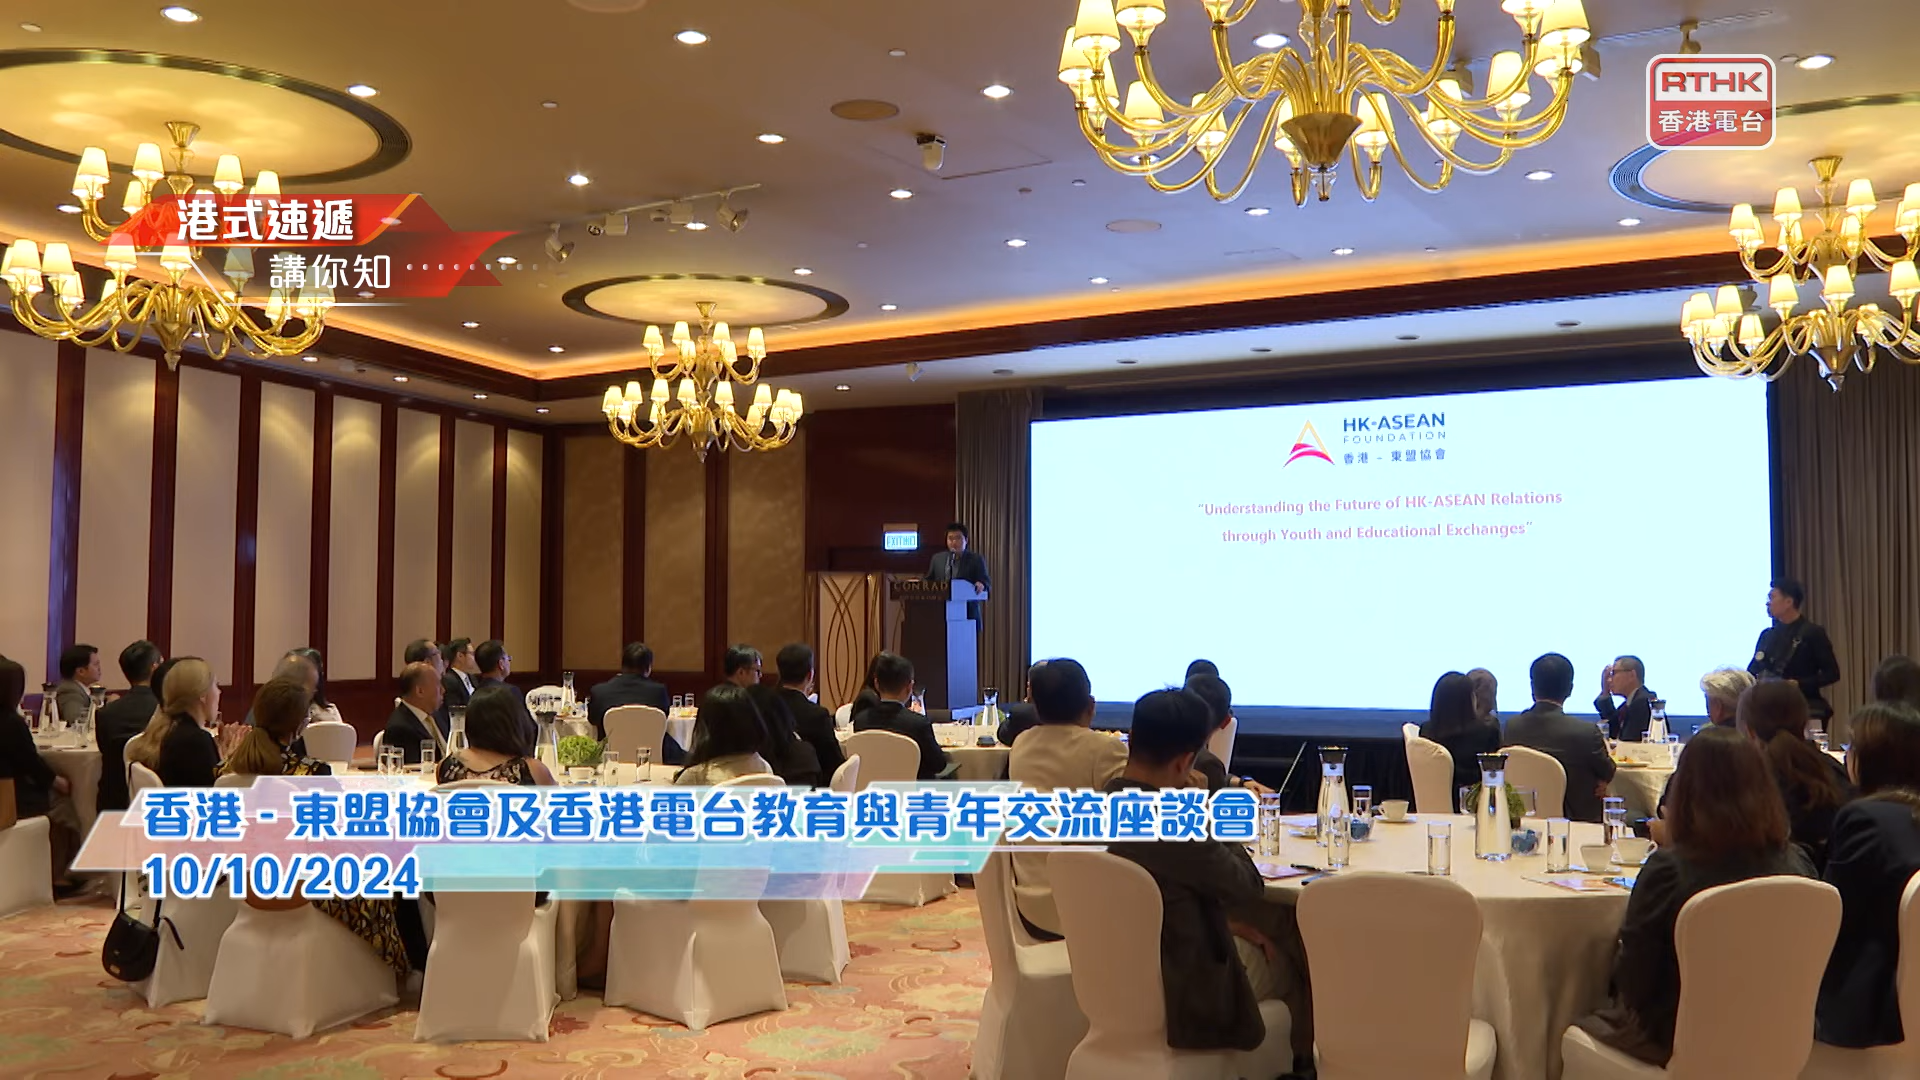 RTHK
香港電台
港式速遞
講你知
HK-ASEAN
FOUNDATION
香港 - 東盟協會
"Understanding the Future of HK-ASEAN Relations
through Youth and Educational Exchanges"
EXIT 出口
CONRAD
香港 - 東盟協會及香港電台教育與青年交流座談會
10/10/2024